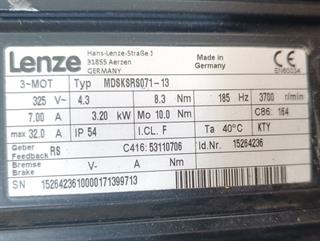 Lenze
Hans-Lenze-Straße 1
31855 Aerzen
GERMANY
Made in
Germany
CE
EN60034
3~MOT Typ MDSKSRS071-13
325 V~ 4.3 8.3 Nm 185 Hz 3700 r/min
7.00 A 3.20 kW Mo 10.0 Nm C86: 164
max 32.0 A IP 54 I.CL. F Ta 40°C KTY
Geber
Feedback RS C416: 53110706 Id.Nr. 15264236
Bremse
Brake V- A Nm
SN 1526423610000171399713